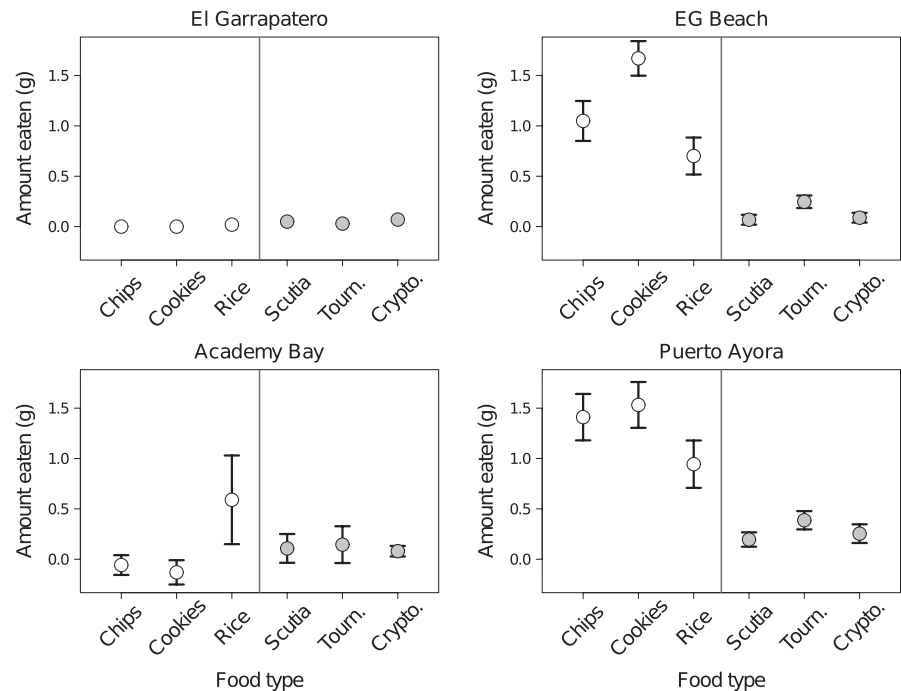 El Garrapatero
Amount eaten (g)
1.5
1.0
0.5
0.0
Chips
Cookies
Rice
Scutia
Tourn.
Crypto.
EG Beach
Amount eaten (g)
1.5
1.0
0.5
0.0
Chips
Cookies
Rice
Scutia
Tourn.
Crypto.
Academy Bay
Amount eaten (g)
1.5
1.0
0.5
0.0
Chips
Cookies
Rice
Scutia
Tourn.
Crypto.
Food type
Puerto Ayora
Amount eaten (g)
1.5
1.0
0.5
0.0
Chips
Cookies
Rice
Scutia
Tourn.
Crypto.
Food type